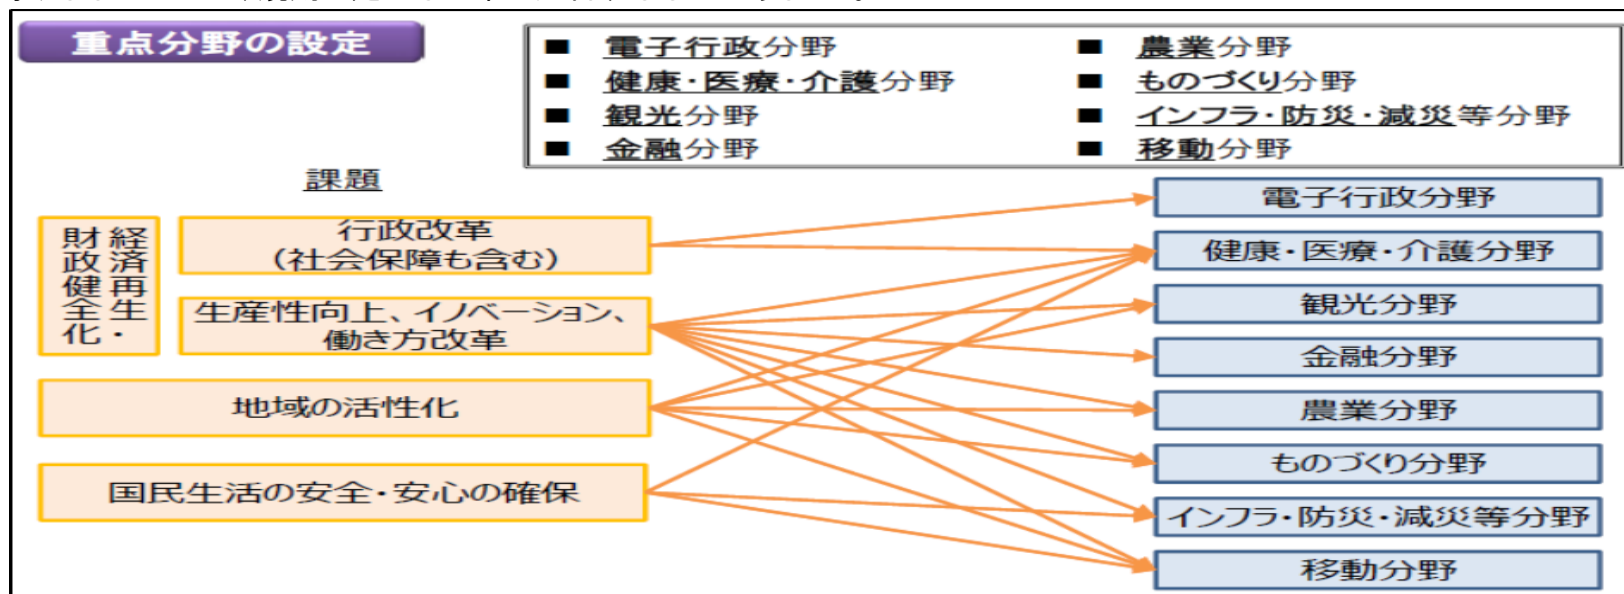 重点分野の設定
■ 電子行政分野
■ 健康・医療・介護分野
■ 観光分野
■ 金融分野
■ 農業分野
■ ものづくり分野
■ インフラ・防災・減災等分野
■ 移動分野
課題
経済再生・
財政健全化
行政改革
(社会保障も含む)
生産性向上、イノベーション、
働き方改革
地域の活性化
国民生活の安全・安心の確保
電子行政分野
健康・医療・介護分野
観光分野
金融分野
農業分野
ものづくり分野
インフラ・防災・減災等分野
移動分野